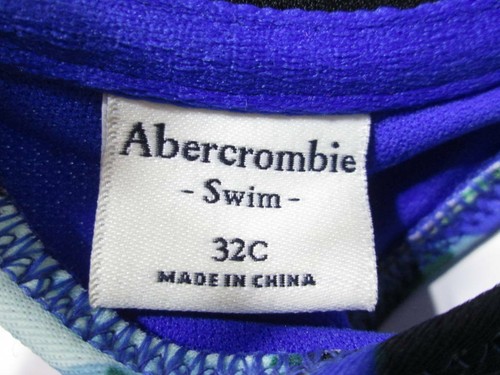 Abercrombie
- Swim -
32C
MADE IN CHINA